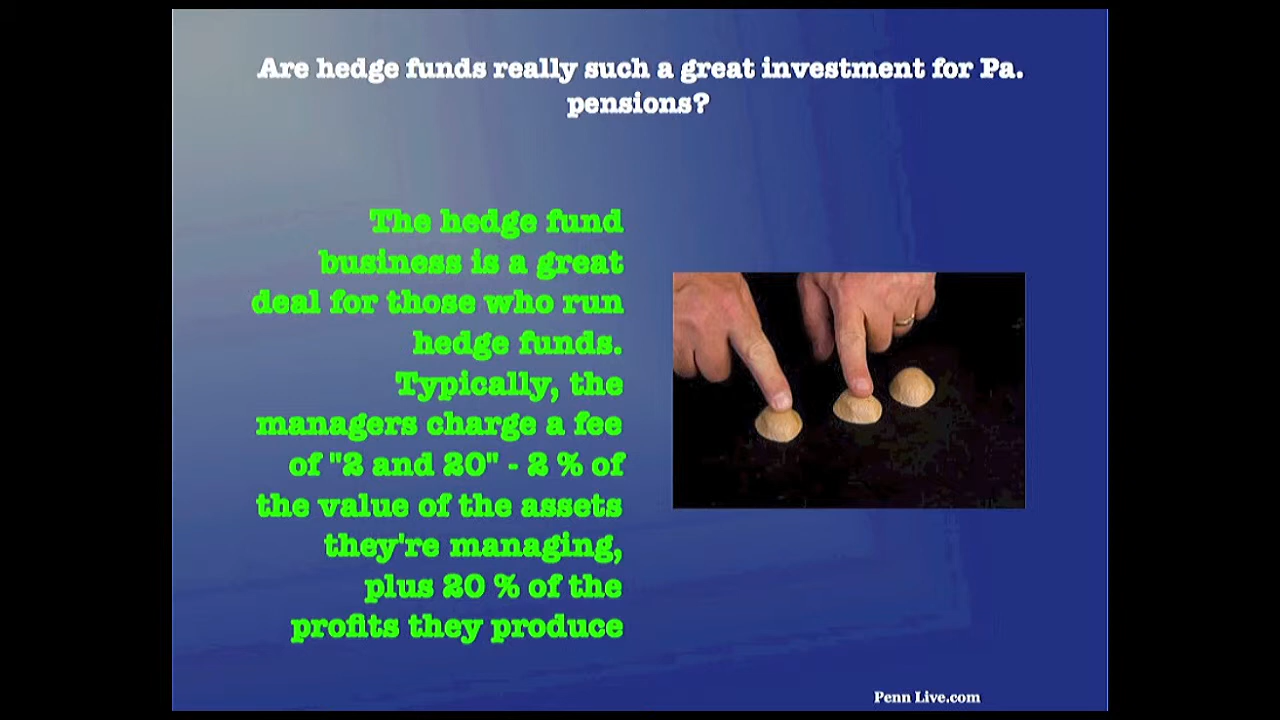 Are hedge funds really such a great investment for Pa.
pensions?
The hedge fund
business is a great
deal for those who run
hedge funds.
Typically, the
managers charge a fee
of "2 and 20" - 2 % of
the value of the assets
they're managing,
plus 20 % of the
profits they produce
Penn Live.com